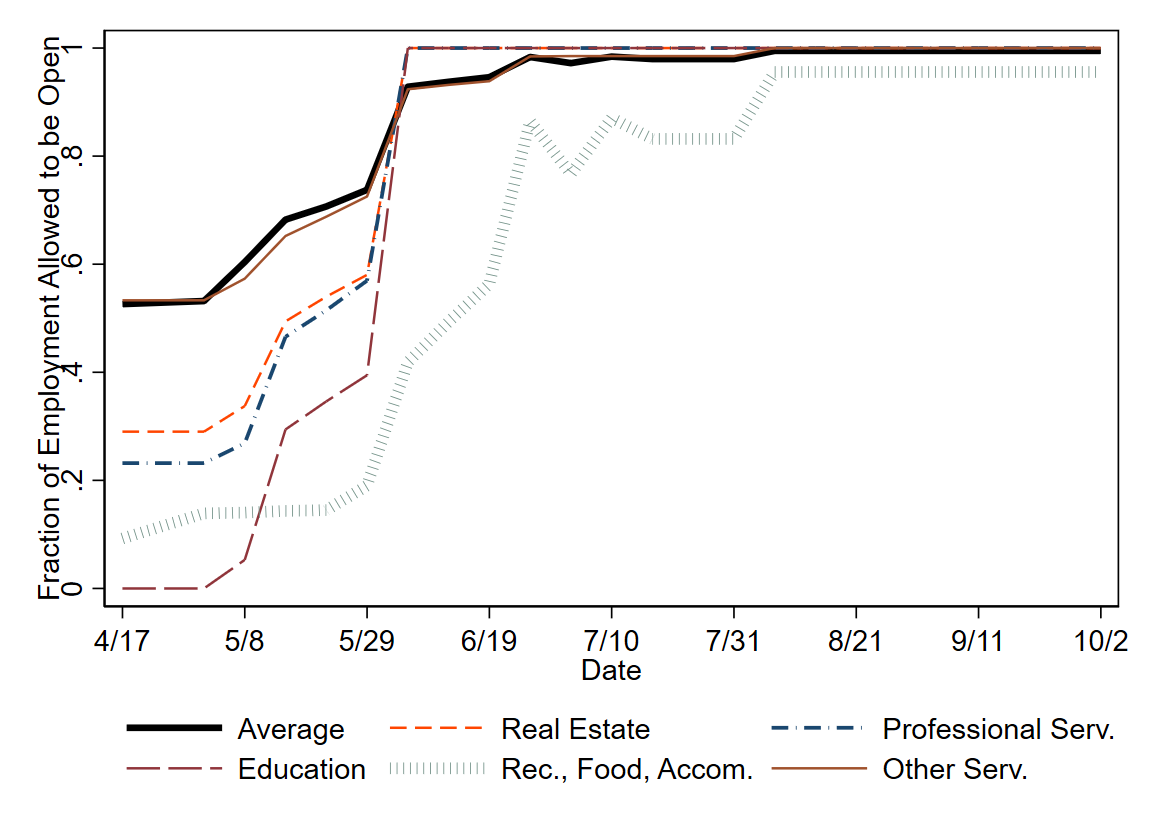 Fraction of Employment Allowed to be Open
1
.8
.6
.4
.2
0
4/17 5/8 5/29 6/19 7/10 7/31 8/21 9/11 10/2
Date
Average Real Estate Professional Serv.
Education Rec., Food, Accom. Other Serv.